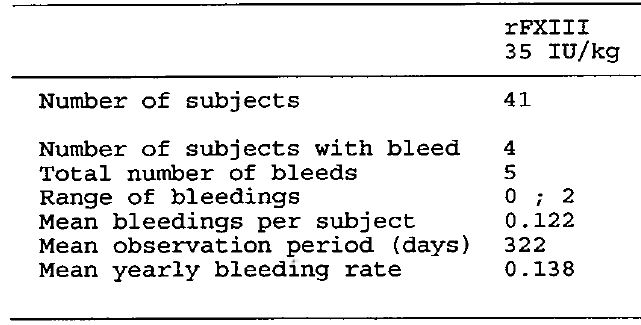 rFXIII
35 IU/kg
Number of subjects 41
Number of subjects with bleed 4
Total number of bleeds 5
Range of bleedings 0 ; 2
Mean bleedings per subject 0.122
Mean observation period (days) 322
Mean yearly bleeding rate 0.138